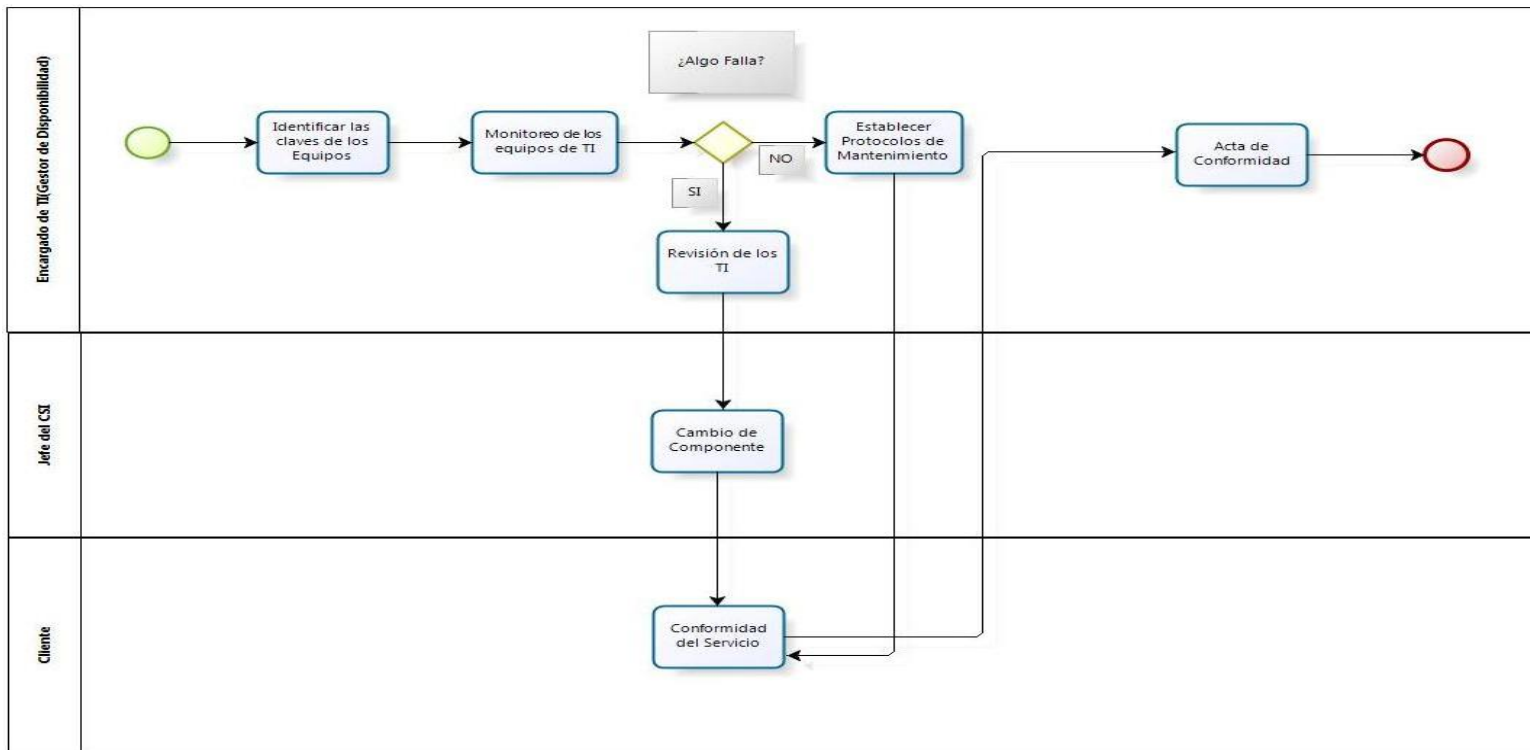 Encargado de TI(Gestor de Disponibilidad)
¿Algo Falla?
Identificar las
claves de los
Equipos
Monitoreo de los
equipos de TI
NO
Establecer
Protocolos de
Mantenimiento
Acta de
Conformidad
SI
Revisión de los
TI
Jefe del CSI
Cambio de
Componente
Cliente
Conformidad
del Servicio